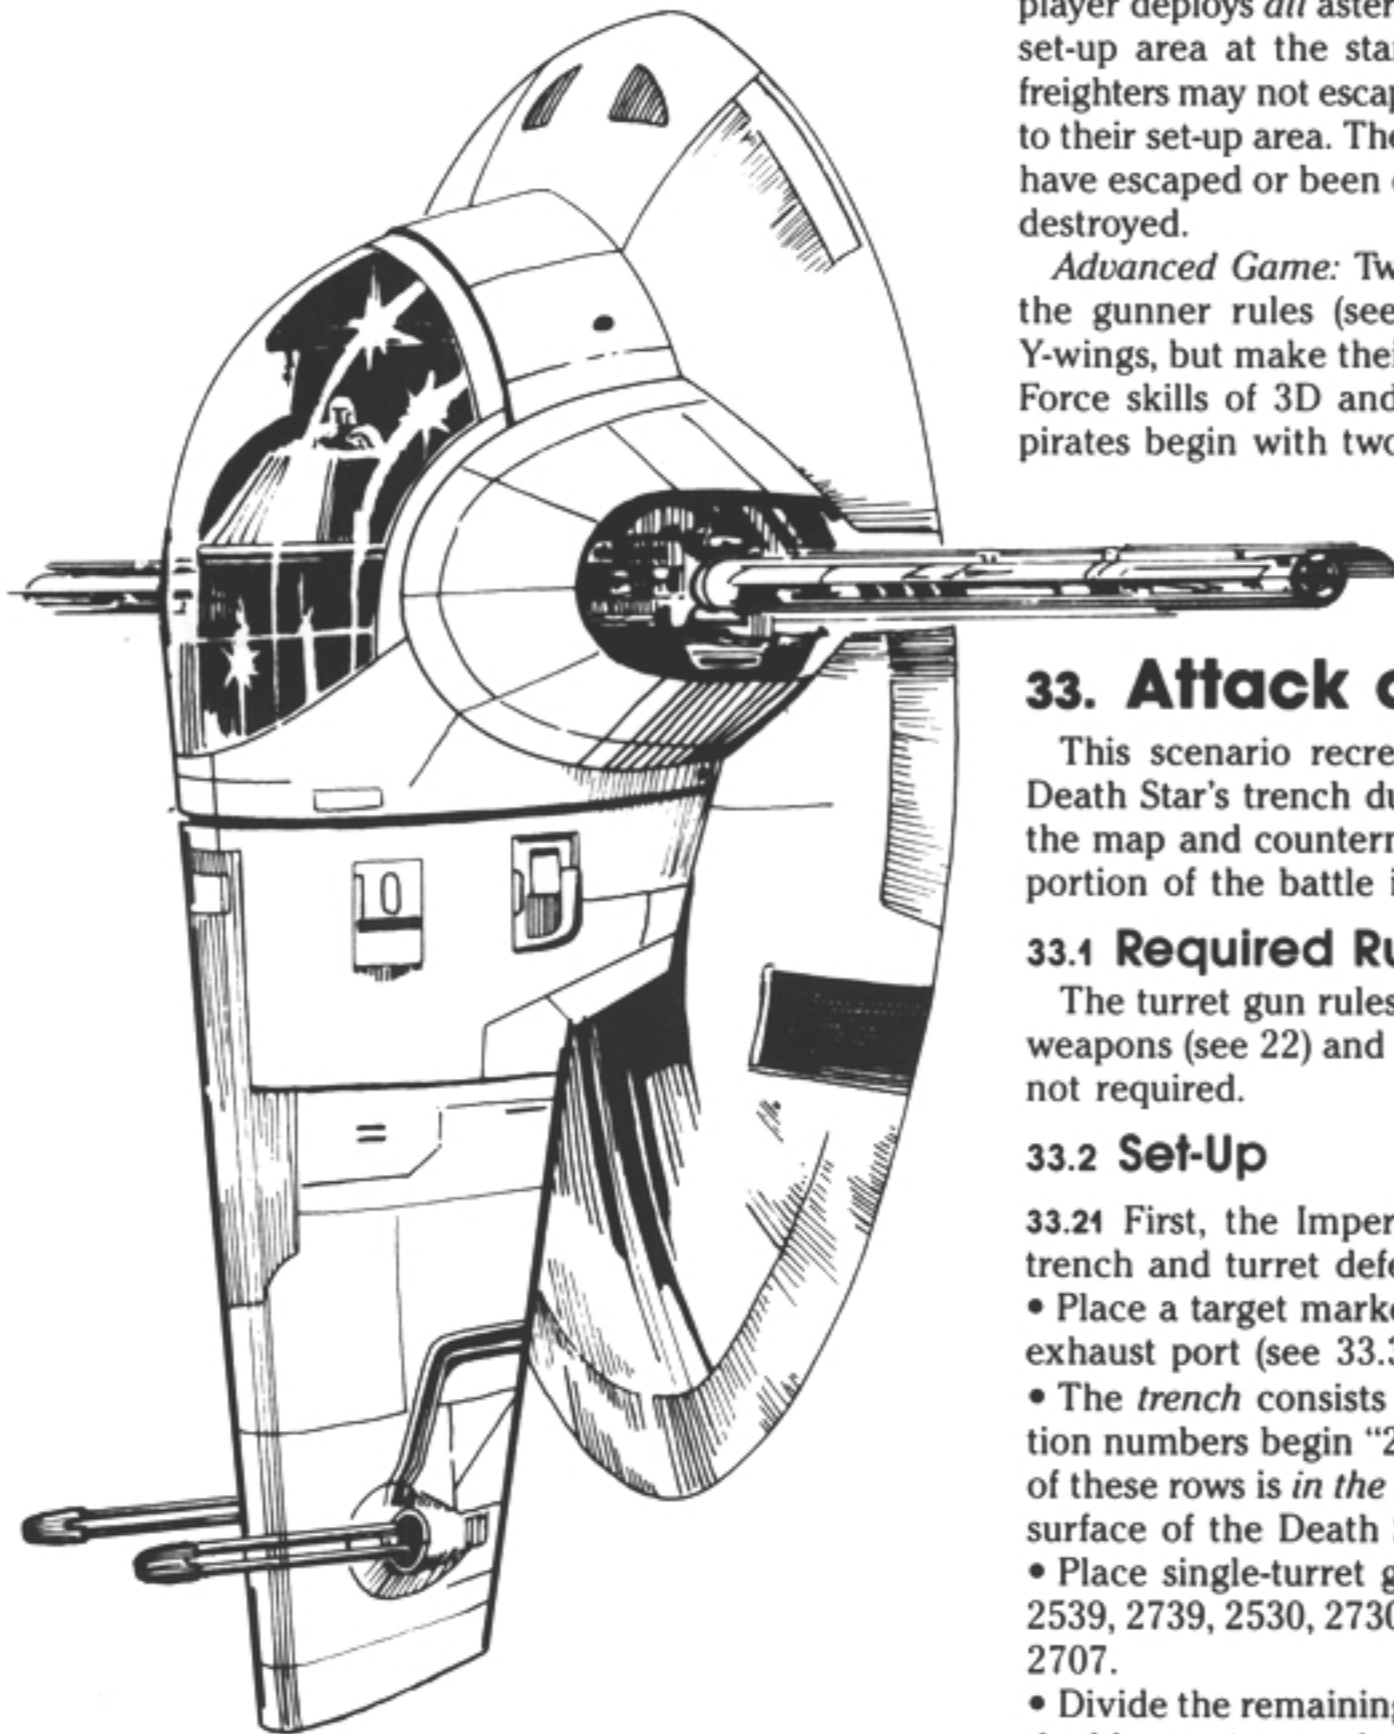 player deploys all aster
set-up area at the star
freighters may not escap
to their set-up area. The
have escaped or been
destroyed.
Advanced Game: Tw
the gunner rules (see
Y-wings, but make thei
Force skills of 3D and
pirates begin with two
33. Attack
This scenario recre
Death Star's trench du
the map and counter
portion of the battle i
33.1 Required Ru
The turret gun rules
weapons (see 22) and
not required.
33.2 Set-Up
33.21 First, the Imper
trench and turret defe
• Place a target marke
exhaust port (see 33.3
• The trench consists
tion numbers begin “2
of these rows is in the
surface of the Death
• Place single-turret g
2539, 2739, 2530, 2730
2707.
• Divide the remaining